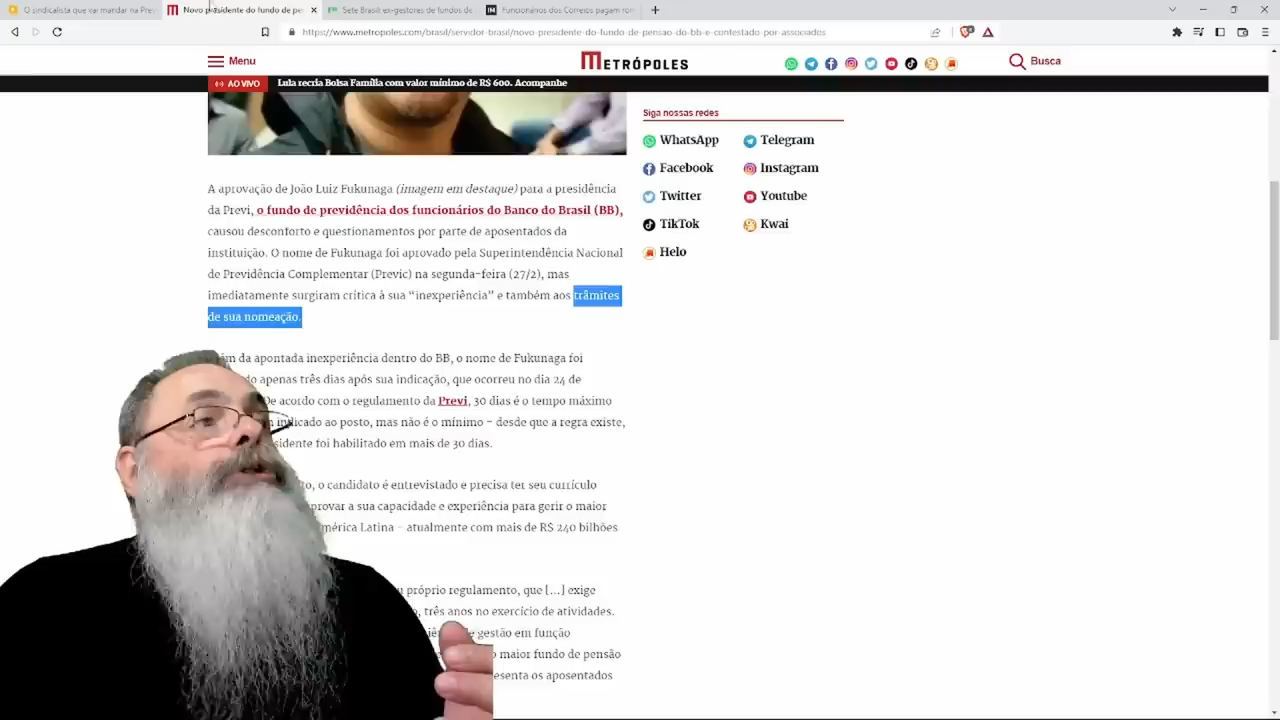 O sindicalista que vai mandar na Prev
Novo presidente do fundo de pe
Sete Brasil ex-gestores de fundos de
Funcionários dos Correios pagam rom
https://www.metropoles.com/brasil/servidor-brasil/novo-presidente-do-fundo-de-pensao-do-bb-e-contestado-por-associados
Menu
METRÓPOLES
Busca
AO VIVO
Lula recria Bolsa Família com valor mínimo de R$ 600. Acompanhe
A aprovação de João Luiz Fukunaga (imagem em destaque) para a presidência
da Previ, o fundo de previdência dos funcionários do Banco do Brasil (BB),
causou desconforto e questionamentos por parte de aposentados da
instituição. O nome de Fukunaga foi aprovado pela Superintendência Nacional
de Previdência Complementar (Previc) na segunda-feira (27/2), mas
imediatamente surgiram crítica à sua “inexperiência” e também aos trâmites
de sua nomeação.
da apontada inexperiência dentro do BB, o nome de Fukunaga foi
apenas três dias após sua indicação, que ocorreu no dia 24 de
De acordo com o regulamento da Previ, 30 dias é o tempo máximo
indicado ao posto, mas não é o mínimo – desde que a regra existe,
foi habilitado em mais de 30 dias.
o candidato é entrevistado e precisa ter seu currículo
a sua capacidade e experiência para gerir o maior
– atualmente com mais de R$ 240 bilhões
próprio regulamento, que [...] exige
três anos no exercício de atividades.
de gestão em função
maior fundo de pensão
os aposentados
Siga nossas redes
WhatsApp
Telegram
Facebook
Instagram
Twitter
Youtube
TikTok
Kwai
Helo